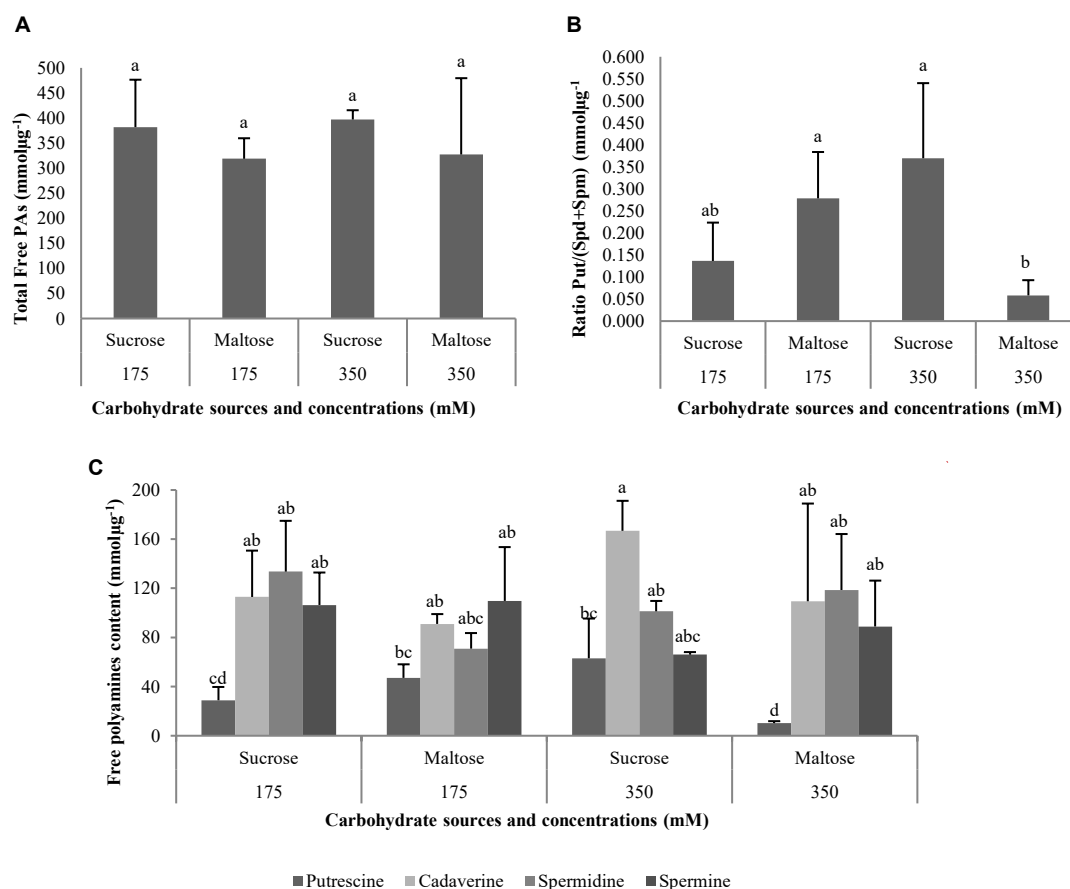 A
Total Free PAs (mmolµg-1)
500
450
400
350
300
250
200
150
100
50
0
a
a
a
a
Sucrose Maltose Sucrose Maltose
175 175 350 350
Carbohydrate sources and concentrations (mM)
B
Ratio Put/(Spd+Spm) (mmolµg-1)
0.600
0.550
0.500
0.450
0.400
0.350
0.300
0.250
0.200
0.150
0.100
0.050
0.000
ab
a
a
b
Sucrose Maltose Sucrose Maltose
175 175 350 350
Carbohydrate sources and concentrations (mM)
C
Free polyamines content (mmolµg-1)
200
160
120
80
40
0
cd ab ab ab
bc ab abc ab
bc a ab abc
d ab ab ab
Sucrose Maltose Sucrose Maltose
175 175 350 350
Carbohydrate sources and concentrations (mM)
Putrescine Cadaverine Spermidine Spermine